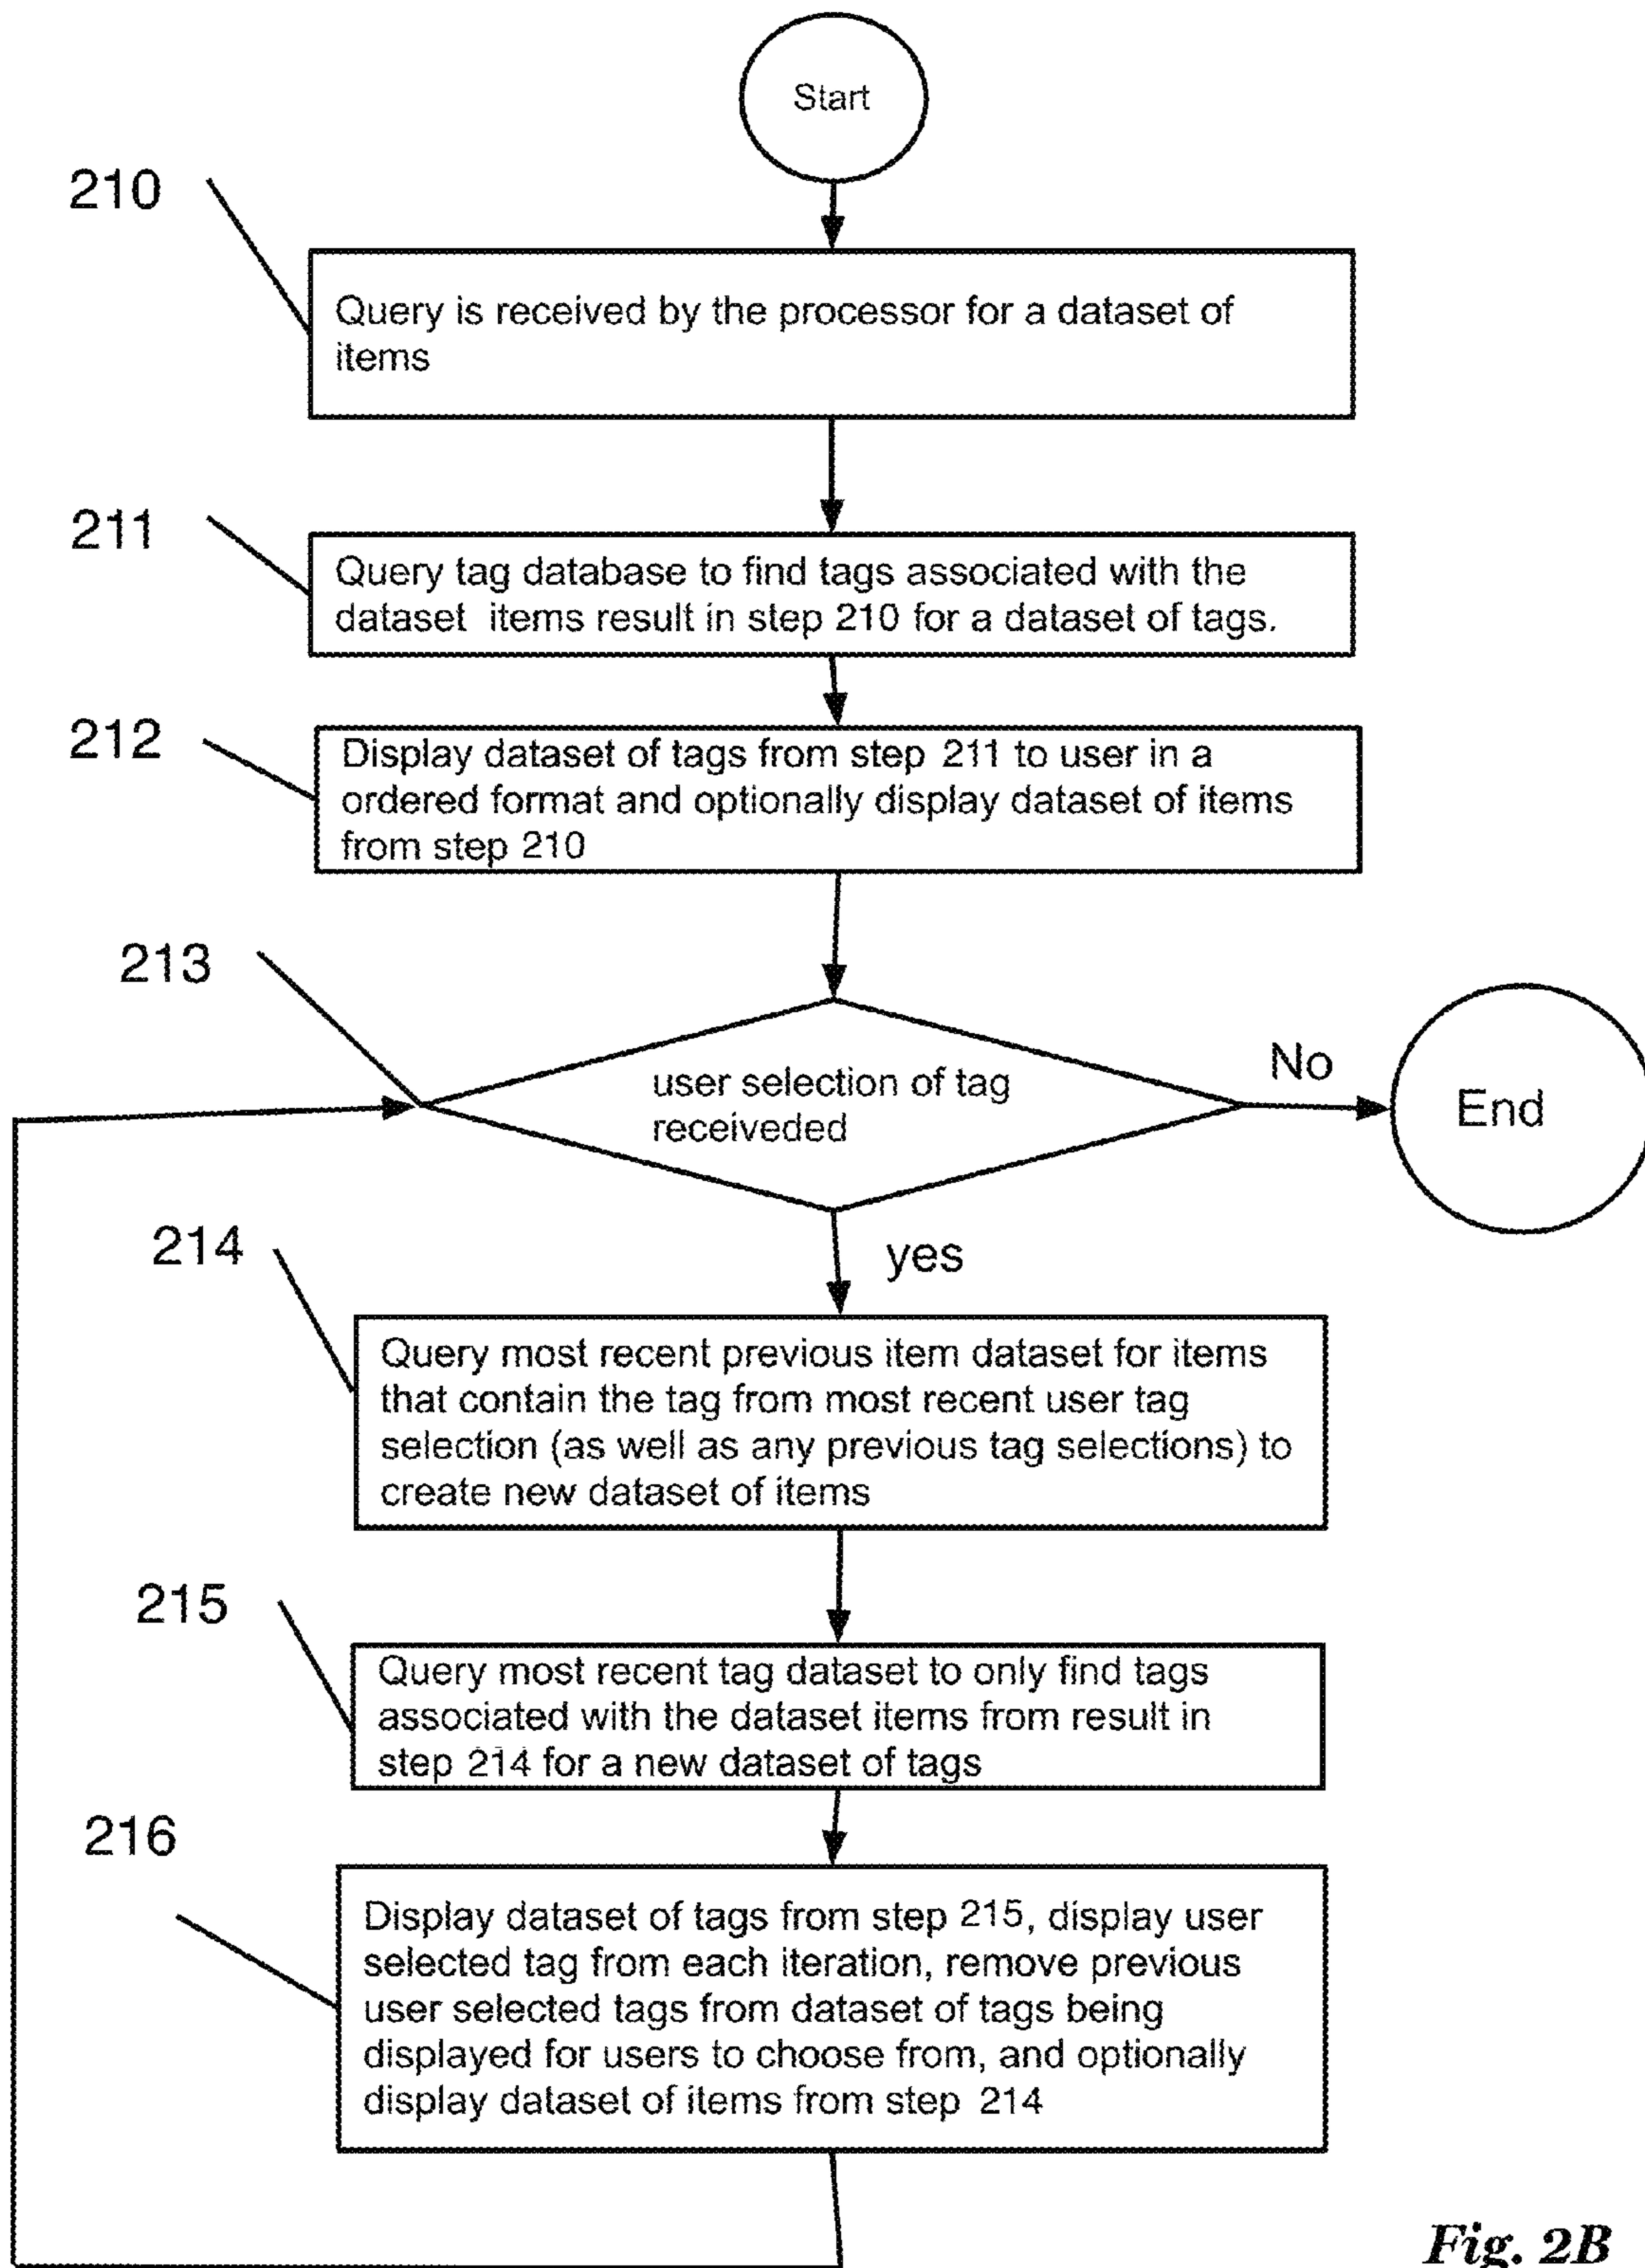 Start
210
Query is received by the processor for a dataset of
items
211
Query tag database to find tags associated with the
dataset items result in step 210 for a dataset of tags.
212
Display dataset of tags from step 211 to user in a
ordered format and optionally display dataset of items
from step 210
213
user selection of tag
receiveded
No
End
yes
214
Query most recent previous item dataset for items
that contain the tag from most recent user tag
selection (as well as any previous tag selections) to
create new dataset of items
215
Query most recent tag dataset to only find tags
associated with the dataset items from result in
step 214 for a new dataset of tags
216
Display dataset of tags from step 215, display user
selected tag from each iteration, remove previous
user selected tags from dataset of tags being
displayed for users to choose from, and optionally
display dataset of items from step 214
Fig. 2B